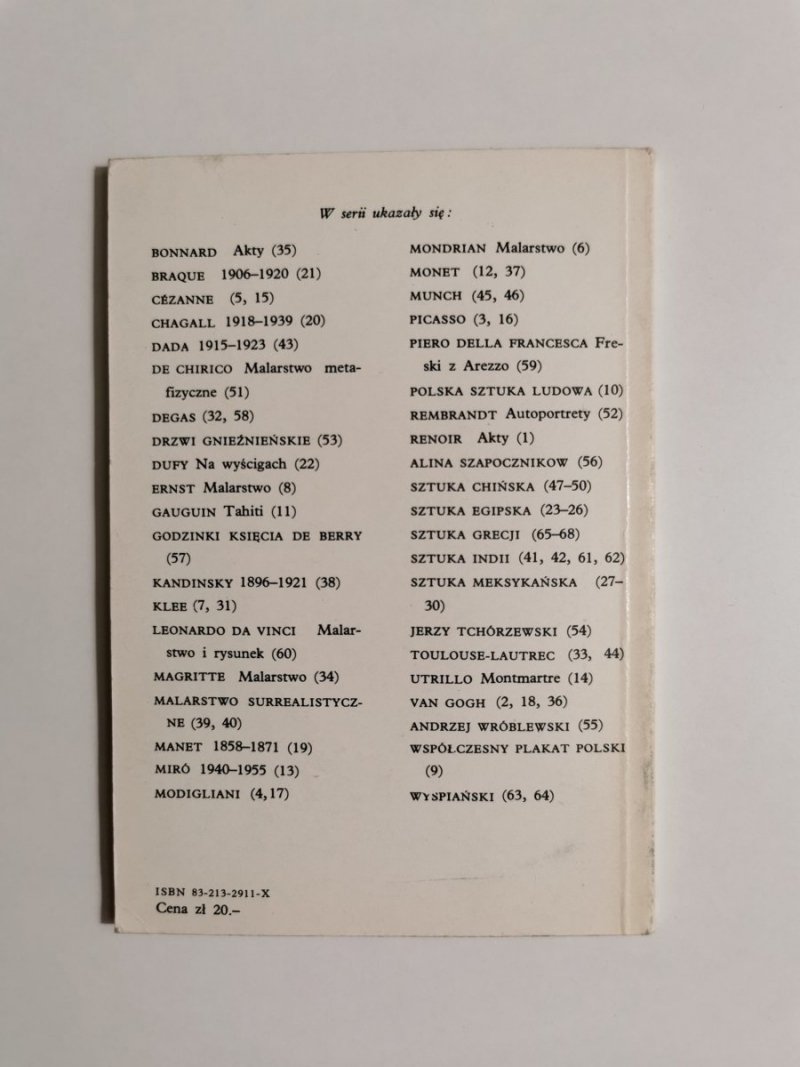 W serii ukazały się:
BONNARD Akty (35)
BRAQUE 1906–1920 (21)
CÉZANNE (5, 15)
CHAGALL 1918–1939 (20)
DADA 1915–1923 (43)
DE CHIRICO Malarstwo meta-
fizyczne (51)
DEGAS (32, 58)
DRZWI GNIEŹNIEŃSKIE (53)
DUFY Na wyścigach (22)
ERNST Malarstwo (8)
GAUGUIN Tahiti (11)
GODZINKI KSIĘCIA DE BERRY
(57)
KANDINSKY 1896–1921 (38)
KLEE (7, 31)
LEONARDO DA VINCI Malar-
stwo i rysunek (60)
MAGRITTE Malarstwo (34)
MALARSTWO SURREALISTYCZ-
NE (39, 40)
MANET 1858–1871 (19)
MIRÓ 1940–1955 (13)
MODIGLIANI (4,17)
MONDRIAN Malarstwo (6)
MONET (12, 37)
MUNCH (45, 46)
PICASSO (3, 16)
PIERO DELLA FRANCESCA Fre-
ski z Arezzo (59)
POLSKA SZTUKA LUDOWA (10)
REMBRANDT Autoportrety (52)
RENOIR Akty (1)
ALINA SZAPOCZNIKOW (56)
SZTUKA CHIŃSKA (47–50)
SZTUKA EGIPSKA (23–26)
SZTUKA GRECJI (65–68)
SZTUKA INDII (41, 42, 61, 62)
SZTUKA MEKSYKAŃSKA (27–
30)
JERZY TCHÓRZEWSKI (54)
TOULOUSE-LAUTREC (33, 44)
UTRILLO Montmartre (14)
VAN GOGH (2, 18, 36)
ANDRZEJ WRÓBLEWSKI (55)
WSPÓŁCZESNY PLAKAT POLSKI
(9)
WYSPIAŃSKI (63, 64)
ISBN 83-213-2911-X
Cena zł 20.–